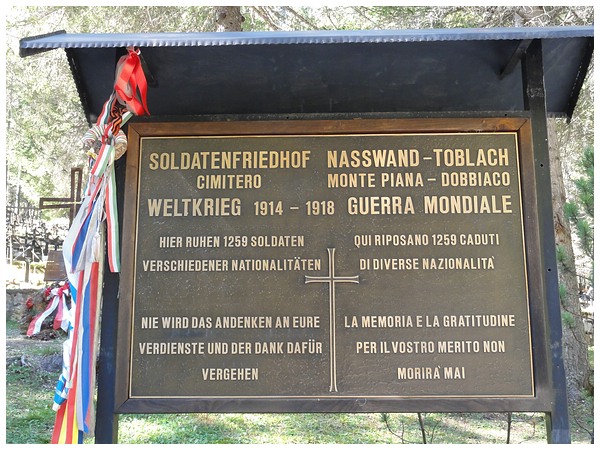 SOLDATENFRIEDHOF NASSWAND-TOBLACH
CIMITERO MONTE PIANA - DOBBIACO
WELTKRIEG 1914 - 1918 GUERRA MONDIALE
HIER RUHEN 1259 SOLDATEN
VERSCHIEDENER NATIONALITÄTEN
QUI RIPOSANO 1259 CADUTI
DI DIVERSE NAZIONALITA`
NIE WIRD DAS ANDENKEN AN EURE
VERDIENSTE UND DER DANK DAFÜR
VERGEHEN
LA MEMORIA E LA GRATITUDINE
PER IL VOSTRO MERITO NON
MORIRA` MAI